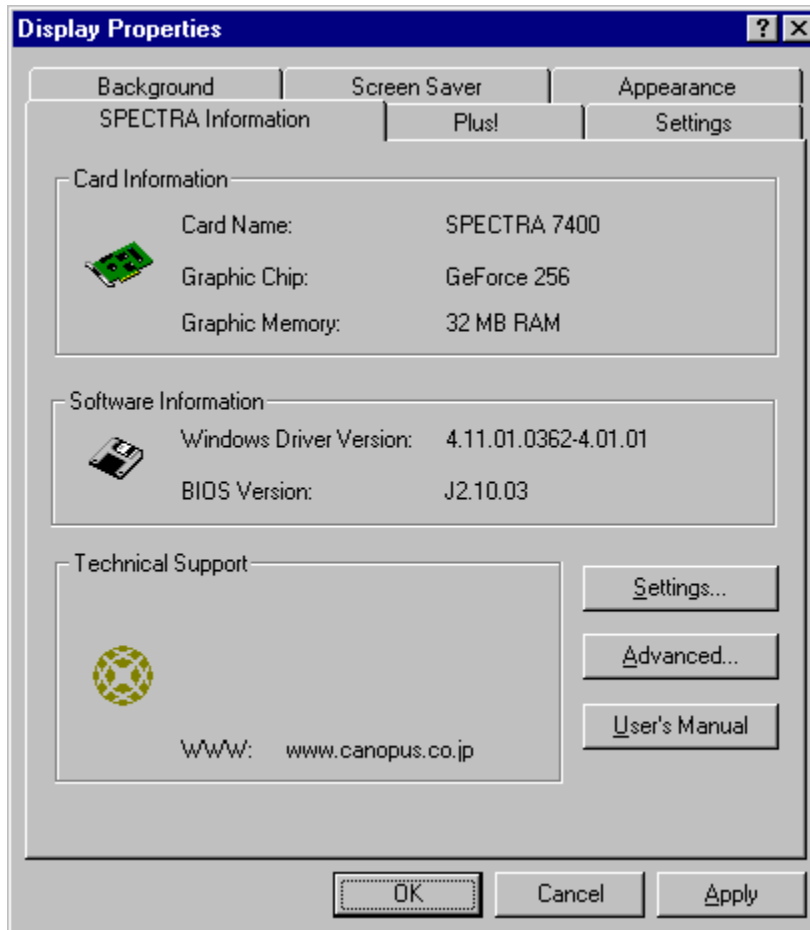 Display Properties
Background Screen Saver Appearance
SPECTRA Information Plus! Settings
Card Information
Card Name: SPECTRA 7400
Graphic Chip: GeForce 256
Graphic Memory: 32 MB RAM
Software Information
Windows Driver Version: 4.11.01.0362-4.01.01
BIOS Version: J2.10.03
Technical Support
Settings...
Advanced...
User's Manual
WWW: www.canopus.co.jp
OK Cancel Apply